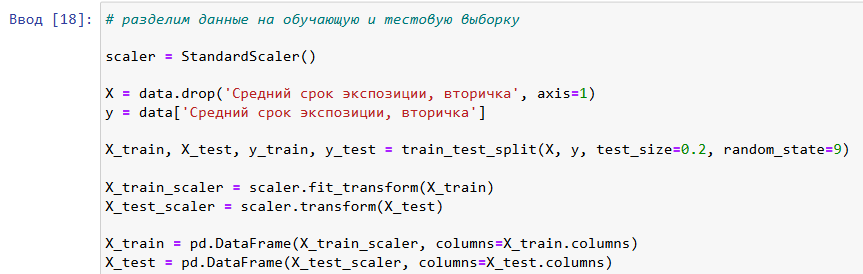 Ввод [18]: # разделим данные на обучающую и тестовую выборку
scaler = StandardScaler()
X = data.drop('Средний срок экспозиции, вторичка', axis=1)
y = data['Средний срок экспозиции, вторичка']
X_train, X_test, y_train, y_test = train_test_split(X, y, test_size=0.2, random_state=9)
X_train_scaler = scaler.fit_transform(X_train)
X_test_scaler = scaler.transform(X_test)
X_train = pd.DataFrame(X_train_scaler, columns=X_train.columns)
X_test = pd.DataFrame(X_test_scaler, columns=X_test.columns)